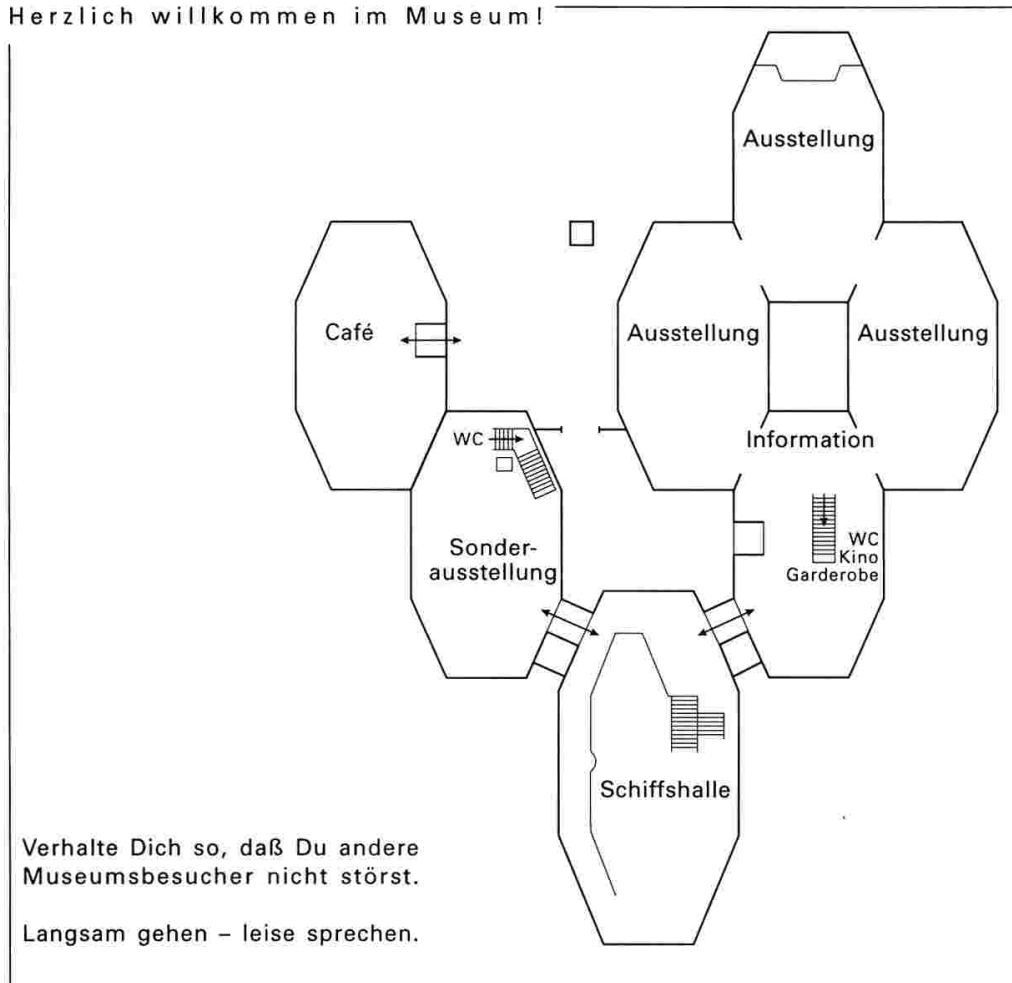 Herzlich willkommen im Museum!
Ausstellung
Café
Ausstellung
Ausstellung
WC
Information
Sonder-
ausstellung
WC
Kino
Garderobe
Schiffshalle
Verhalte Dich so, daß Du andere
Museumsbesucher nicht störst.
Langsam gehen – leise sprechen.